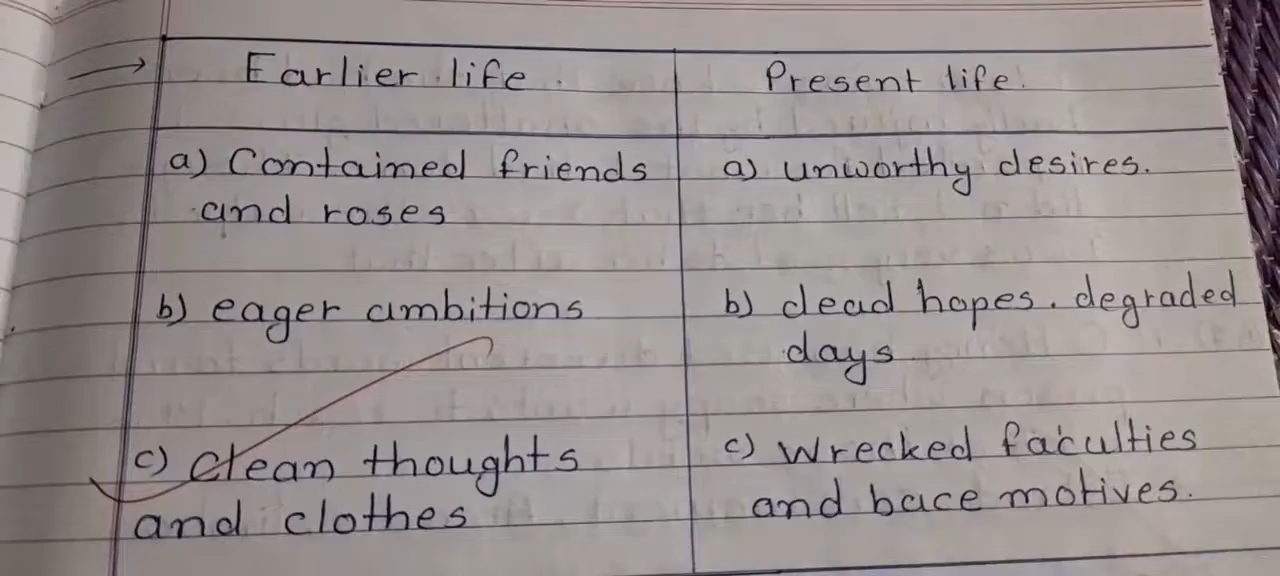 → Earlier life. Present life.
a) Contained friends a) unworthy desires.
and roses
b) eager ambitions b) dead hopes. degraded
days
c) clean thoughts c) Wrecked faculties
and clothes and bace motives.